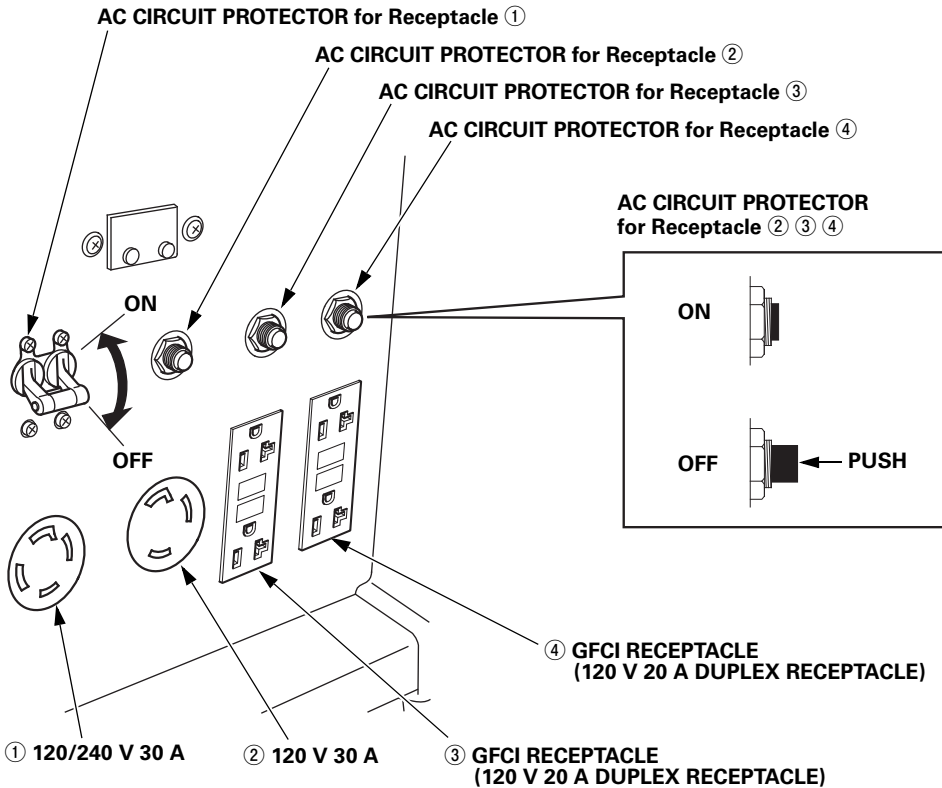 AC CIRCUIT PROTECTOR for Receptacle ①
AC CIRCUIT PROTECTOR for Receptacle ②
AC CIRCUIT PROTECTOR for Receptacle ③
AC CIRCUIT PROTECTOR for Receptacle ④
AC CIRCUIT PROTECTOR
for Receptacle ② ③ ④
ON
OFF
ON
OFF
PUSH
④ GFCI RECEPTACLE
(120 V 20 A DUPLEX RECEPTACLE)
① 120/240 V 30 A
② 120 V 30 A
③ GFCI RECEPTACLE
(120 V 20 A DUPLEX RECEPTACLE)